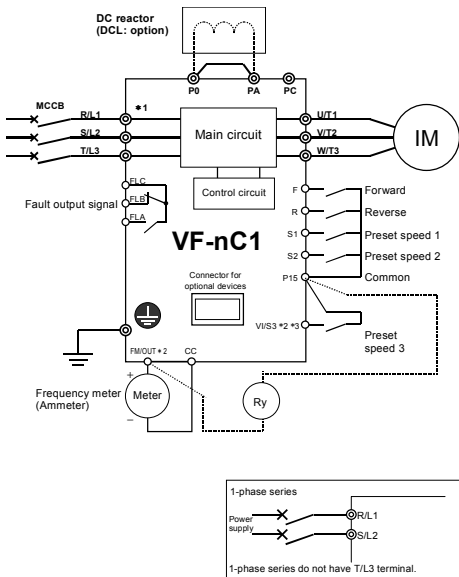 DC reactor
(DCL: option)
P0 PA PC
MCCB
R/L1 *1 U/T1
S/L2 Main circuit V/T2 IM
T/L3 W/T3
FLC
Control circuit
F Forward
Fault output signal FLB
FLA
R Reverse
VF-nC1
S1 Preset speed 1
S2 Preset speed 2
Connector for
optional devices
P15 Common
VI/S3 *2 *3
Preset
speed 3
FM/OUT *2 CC
+
Frequency meter
(Ammeter)
Meter
Ry
−
1-phase series
Power
supply
R/L1
S/L2
1-phase series do not have T/L3 terminal.